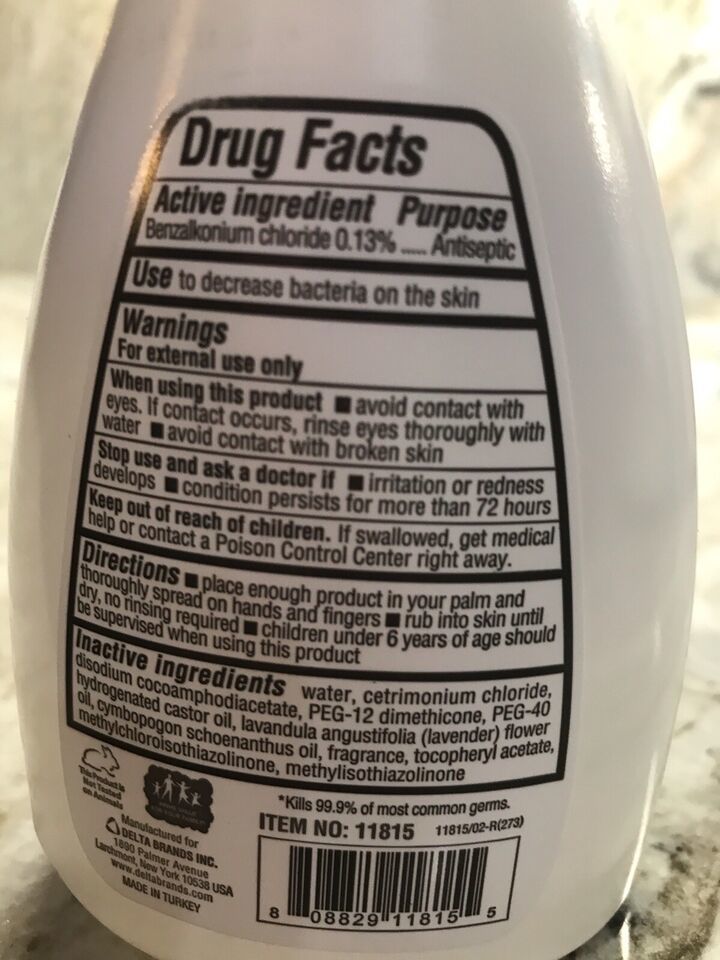 Drug Facts
Active ingredient Purpose
Benzalkonium chloride 0.13% ..... Antiseptic
Use to decrease bacteria on the skin
Warnings
For external use only
When using this product ■ avoid contact with
eyes. If contact occurs, rinse eyes thoroughly with
water ■ avoid contact with broken skin
Stop use and ask a doctor if ■ irritation or redness
develops ■ condition persists for more than 72 hours
Keep out of reach of children. If swallowed, get medical
help or contact a Poison Control Center right away.
Directions ■ place enough product in your palm and
thoroughly spread on hands and fingers ■ rub into skin until
dry, no rinsing required ■ children under 6 years of age should
be supervised when using this product
Inactive ingredients water, cetrimonium chloride,
disodium cocoamphodiacetate, PEG-12 dimethicone, PEG-40
hydrogenated castor oil, lavandula angustifolia (lavender) flower
oil, cymbopogon schoenanthus oil, fragrance, tocopheryl acetate,
methylchloroisothiazolinone, methylisothiazolinone
This Product is
Not Tested
on Animals
*Kills 99.9% of most common germs.
ITEM NO: 11815 11815/02-R(273)
Manufactured for
DELTA BRANDS INC.
1890 Palmer Avenue
Larchmont, New York 10538 USA
www.deltabrands.com
MADE IN TURKEY
8 08829 11815 5